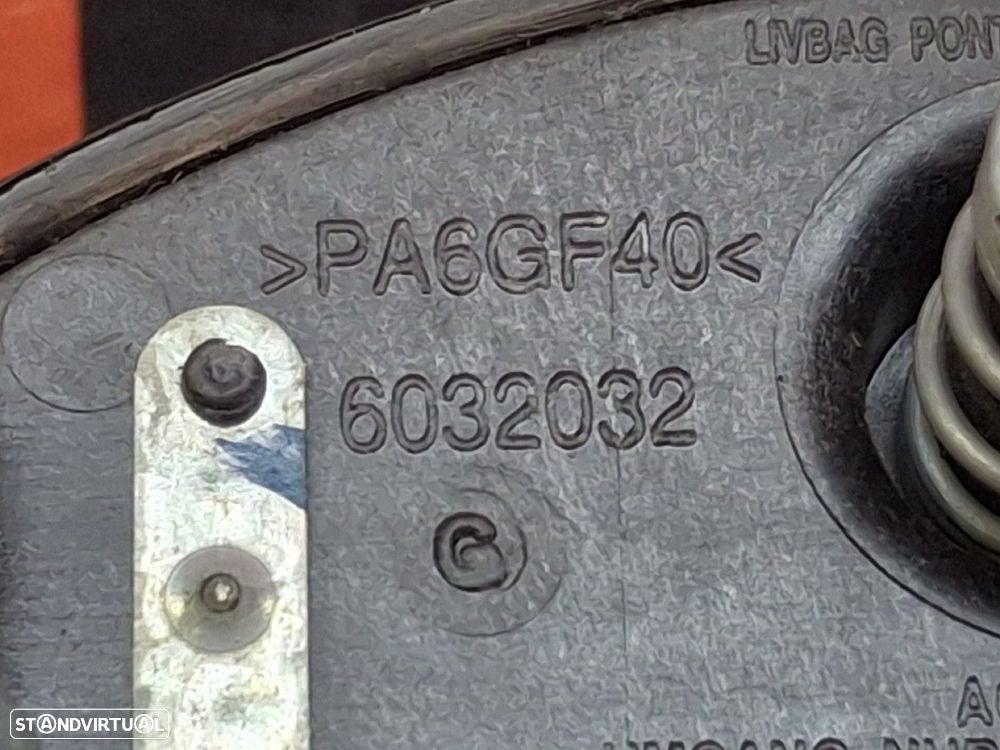 LIVBAG PONT
>PA6GF40<
6032032
STANDVIRTUAL